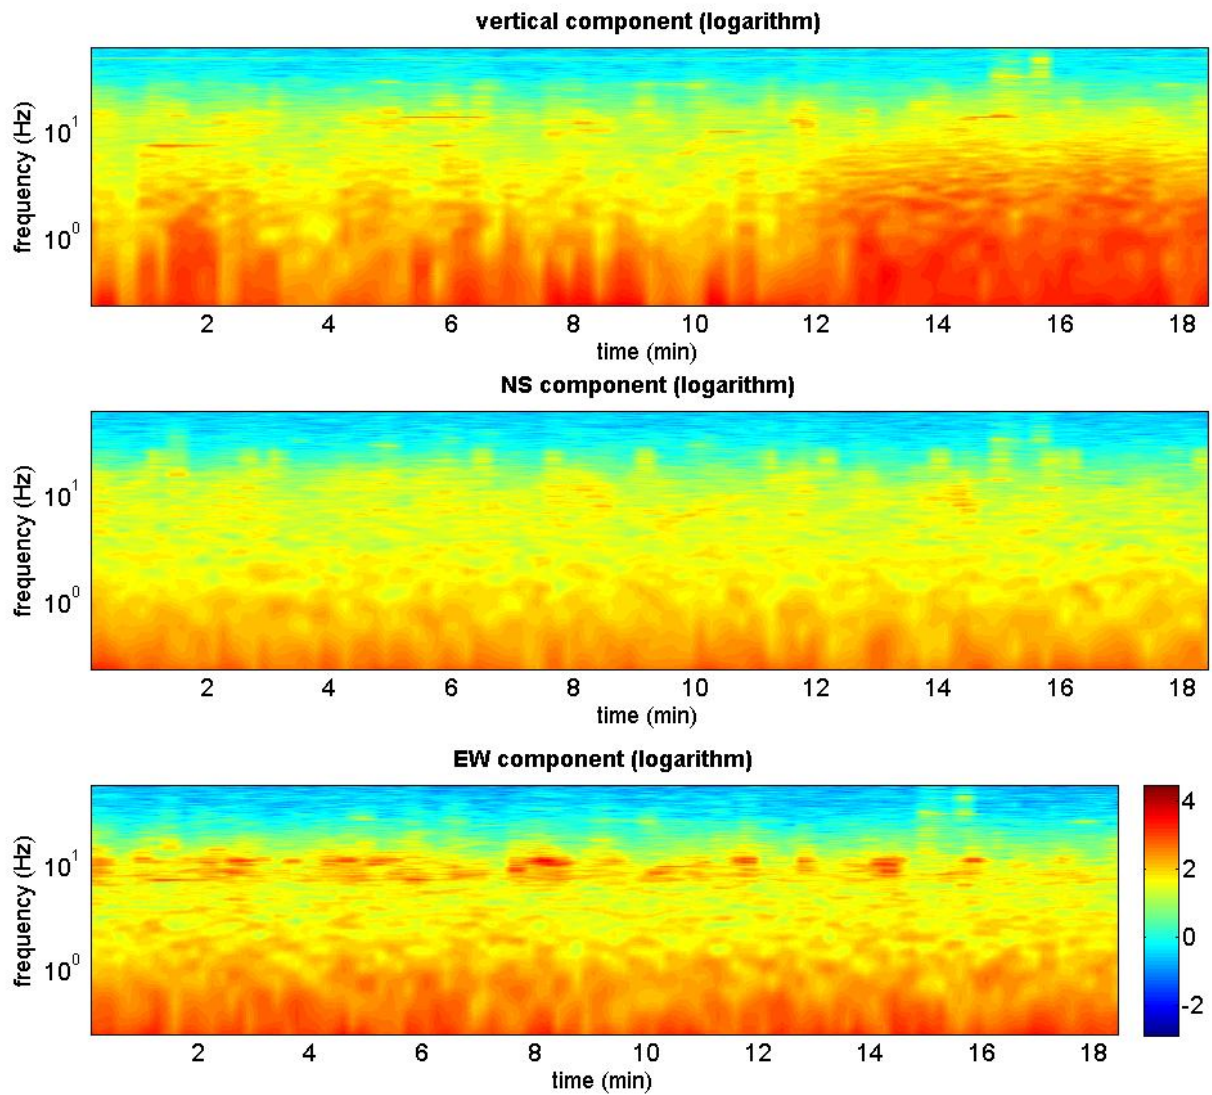 vertical component (logarithm)
frequency (Hz)
10¹
10⁰
2 4 6 8 10 12 14 16 18
time (min)
NS component (logarithm)
frequency (Hz)
10¹
10⁰
2 4 6 8 10 12 14 16 18
time (min)
EW component (logarithm)
frequency (Hz)
10¹
10⁰
2 4 6 8 10 12 14 16 18
time (min)
4
2
0
-2